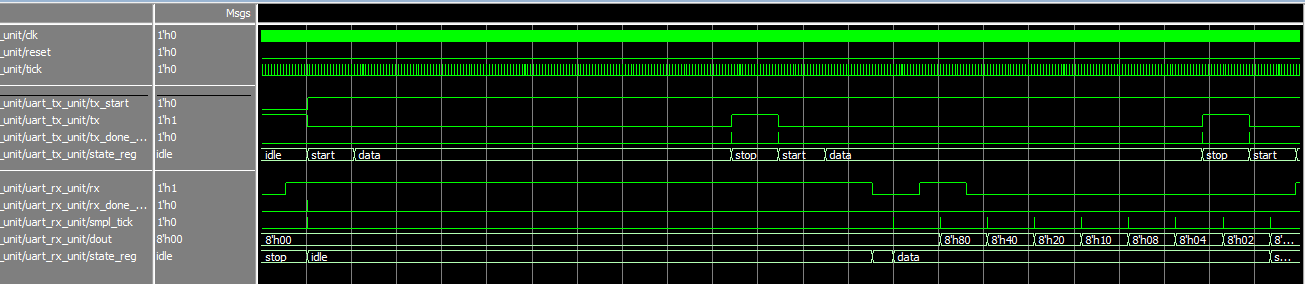 Msgs
_unit/clk 1'h0
_unit/reset 1'h0
_unit/tick 1'h0
_unit/uart_tx_unit/tx_start 1'h0
_unit/uart_tx_unit/tx 1'h1
_unit/uart_tx_unit/tx_done_... 1'h0
_unit/uart_tx_unit/state_reg idle idle start data stop start data stop start
_unit/uart_rx_unit/rx 1'h1
_unit/uart_rx_unit/rx_done_... 1'h0
_unit/uart_rx_unit/smpl_tick 1'h0
_unit/uart_rx_unit/dout 8'h00 8'h00 8'h80 8'h40 8'h20 8'h10 8'h08 8'h04 8'h02 8'...
_unit/uart_rx_unit/state_reg idle stop idle data s...